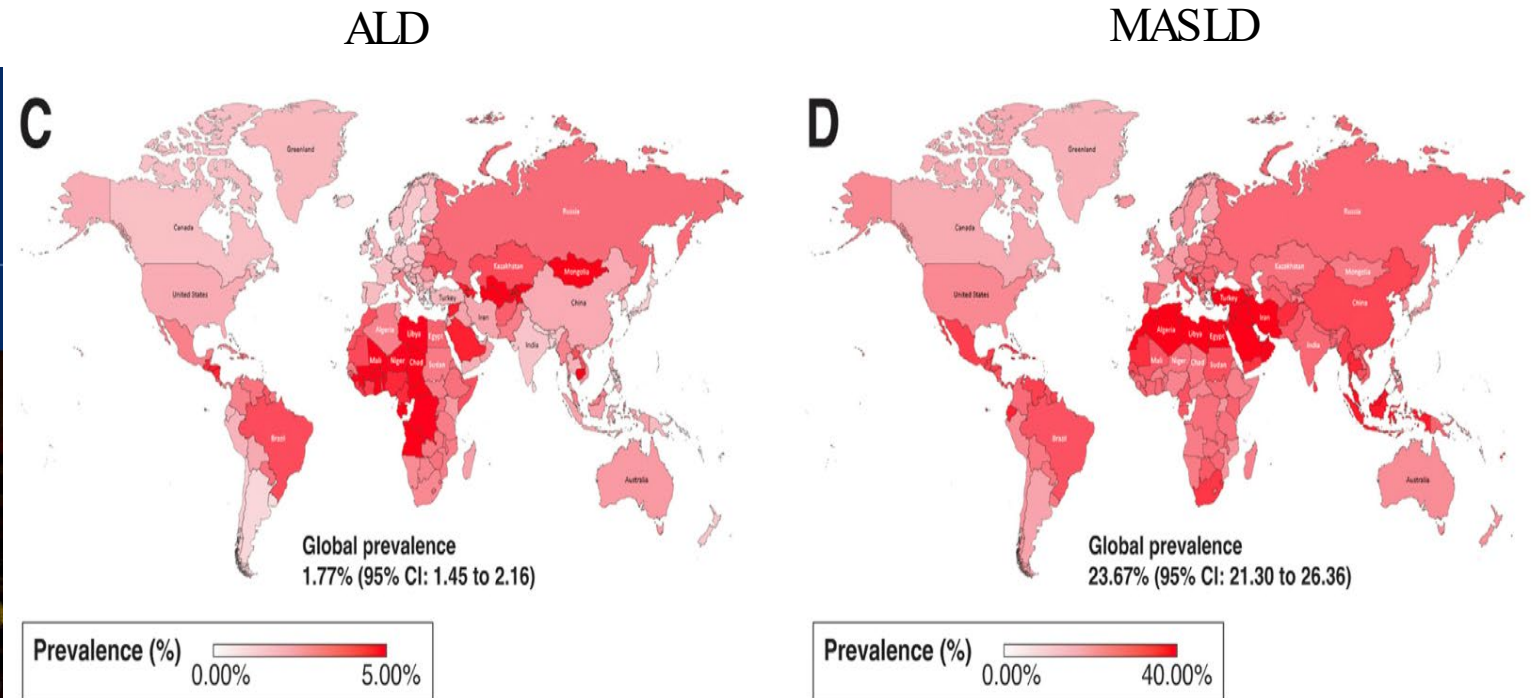 ALD
MASLD
C
Greenland
Canada
United States
Brazil
Russia
Kazakhstan
Mongolia
China
Turkey
Iran
India
Algeria
Libya
Egypt
Mali
Niger
Chad
Sudan
Australia
Global prevalence
1.77% (95% CI: 1.45 to 2.16)
Prevalence (%)
0.00%
5.00%
D
Greenland
Canada
United States
Brazil
Russia
Kazakhstan
Mongolia
China
Turkey
Iran
India
Algeria
Libya
Egypt
Mali
Niger
Chad
Sudan
Australia
Global prevalence
23.67% (95% CI: 21.30 to 26.36)
Prevalence (%)
0.00%
40.00%